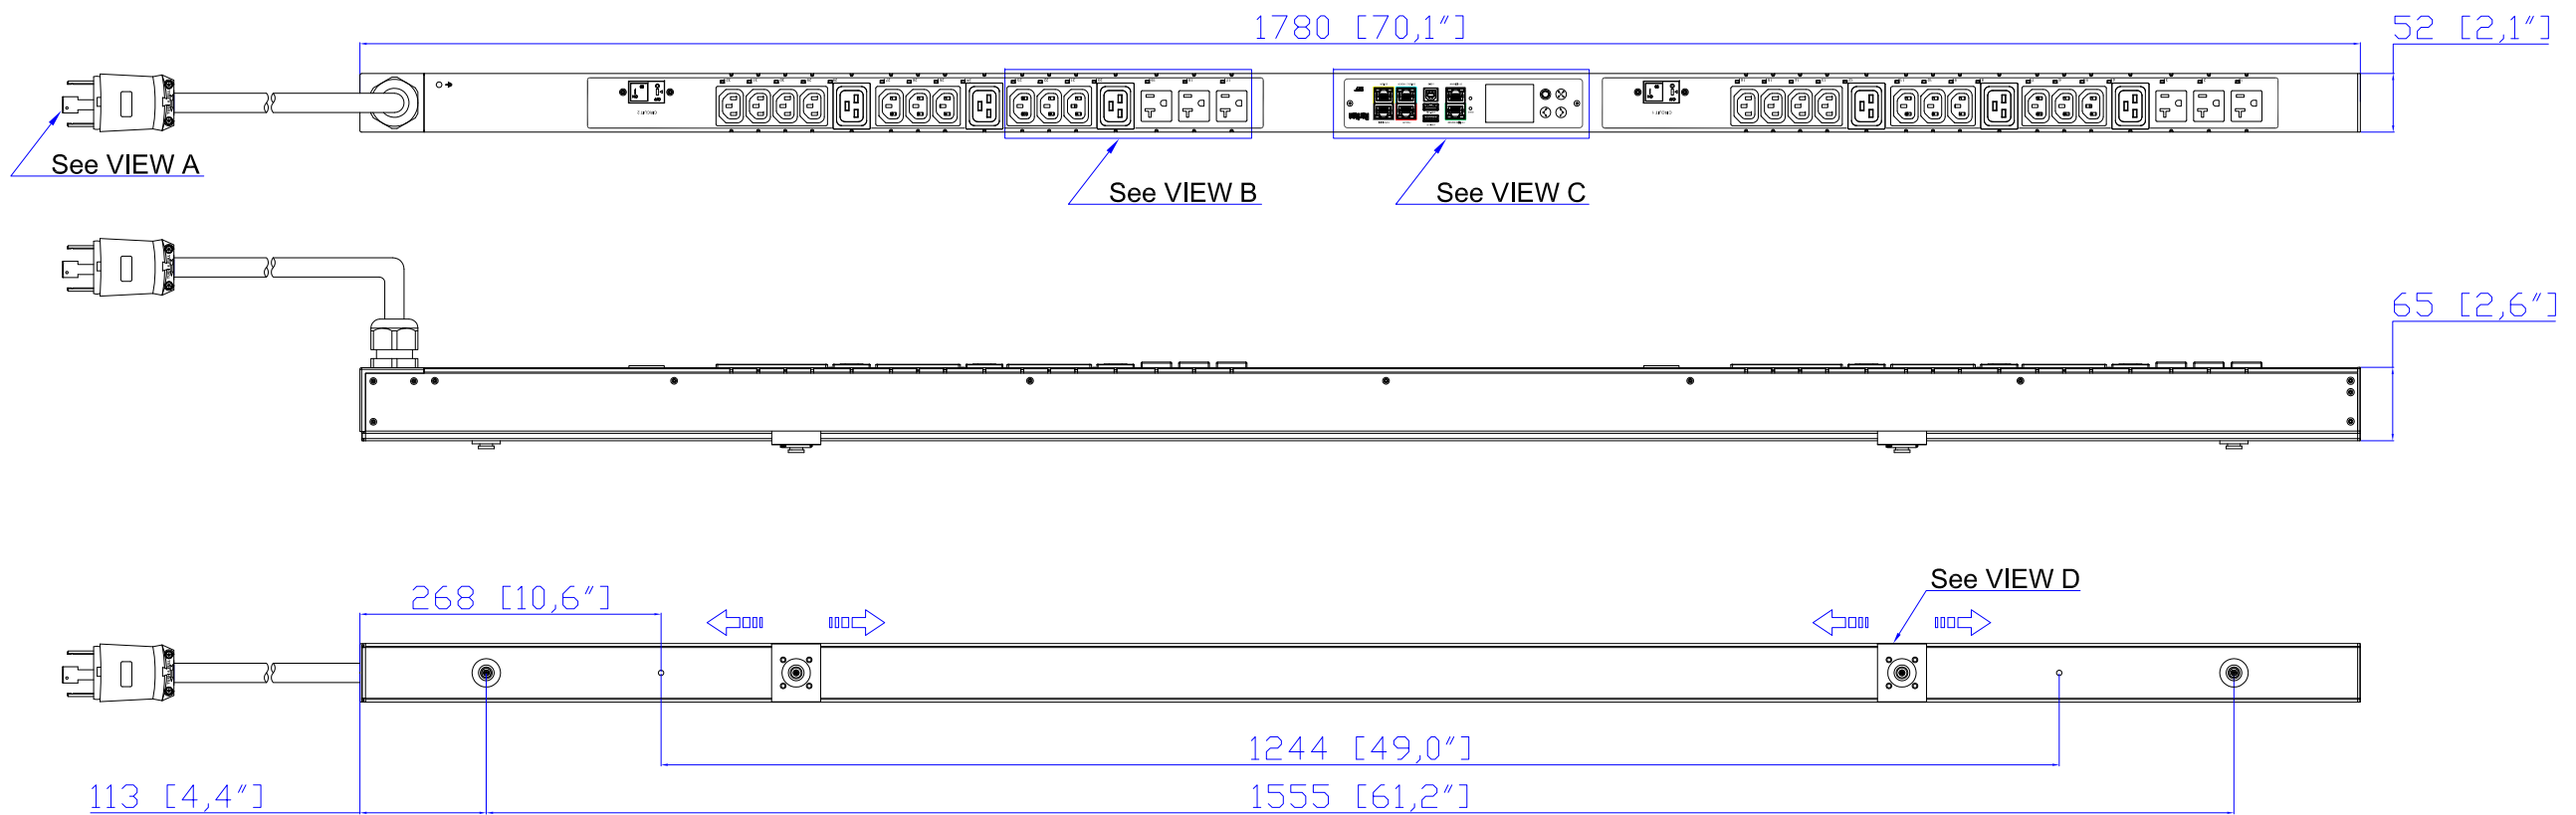 1780 [70,1"]
52 [2,1"]
See VIEW A
See VIEW B
See VIEW C
65 [2,6"]
See VIEW D
268 [10,6"]
1244 [49,0"]
113 [4,4"]
1555 [61,2"]